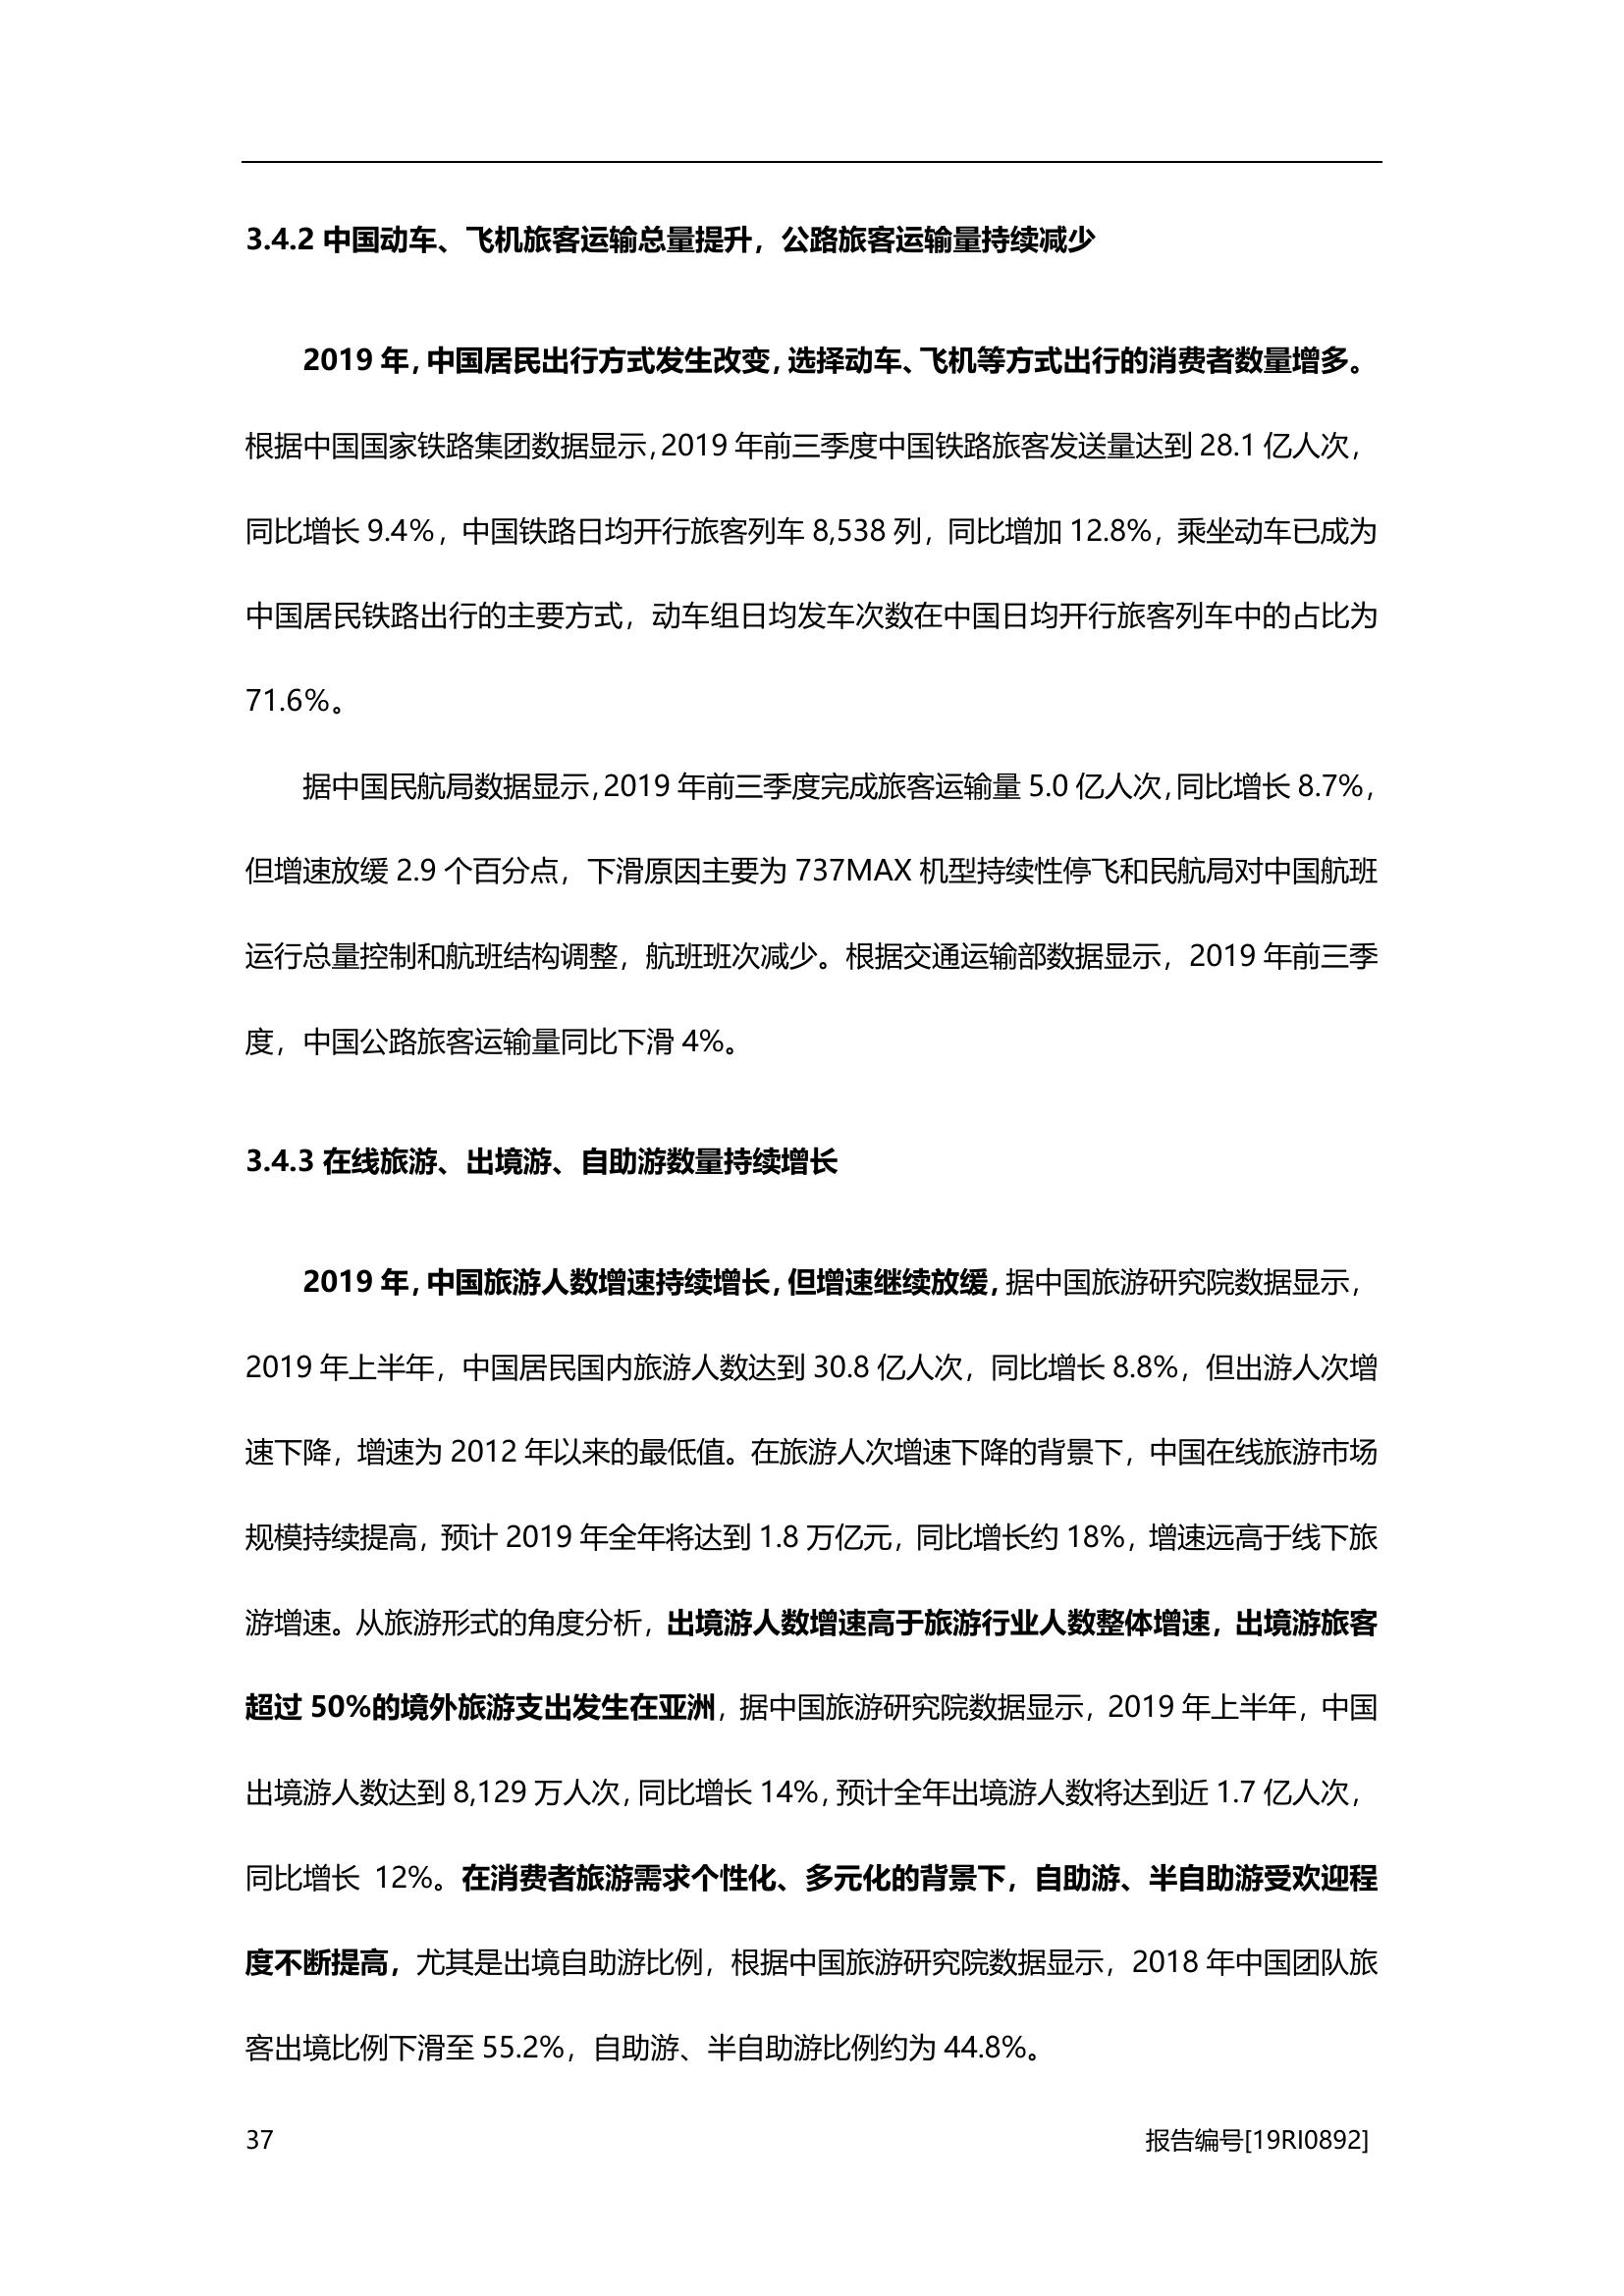 3.4.2 中国动车、飞机旅客运输总量提升，公路旅客运输量持续减少
2019 年，中国居民出行方式发生改变，选择动车、飞机等方式出行的消费者数量增多。
根据中国国家铁路集团数据显示，2019 年前三季度中国铁路旅客发送量达到 28.1 亿人次，
同比增长 9.4%，中国铁路日均开行旅客列车 8,538 列，同比增加 12.8%，乘坐动车已成为
中国居民铁路出行的主要方式，动车组日均发车次数在中国日均开行旅客列车中的占比为
71.6%。
据中国民航局数据显示，2019 年前三季度完成旅客运输量 5.0 亿人次，同比增长 8.7%，
但增速放缓 2.9 个百分点，下滑原因主要为 737MAX 机型持续性停飞和民航局对中国航班
运行总量控制和航班结构调整，航班班次减少。根据交通运输部数据显示，2019 年前三季
度，中国公路旅客运输量同比下滑 4%。
3.4.3 在线旅游、出境游、自助游数量持续增长
2019 年，中国旅游人数增速持续增长，但增速继续放缓，据中国旅游研究院数据显示，
2019 年上半年，中国居民国内旅游人数达到 30.8 亿人次，同比增长 8.8%，但出游人次增
速下降，增速为 2012 年以来的最低值。在旅游人次增速下降的背景下，中国在线旅游市场
规模持续提高，预计 2019 年全年将达到 1.8 万亿元，同比增长约 18%，增速远高于线下旅
游增速。从旅游形式的角度分析，出境游人数增速高于旅游行业人数整体增速，出境游旅客
超过 50%的境外旅游支出发生在亚洲，据中国旅游研究院数据显示，2019 年上半年，中国
出境游人数达到 8,129 万人次，同比增长 14%，预计全年出境游人数将达到近 1.7 亿人次，
同比增长 12%。在消费者旅游需求个性化、多元化的背景下，自助游、半自助游受欢迎程
度不断提高，尤其是出境自助游比例，根据中国旅游研究院数据显示，2018 年中国团队旅
客出境比例下滑至 55.2%，自助游、半自助游比例约为 44.8%。
37 报告编号[19RI0892]